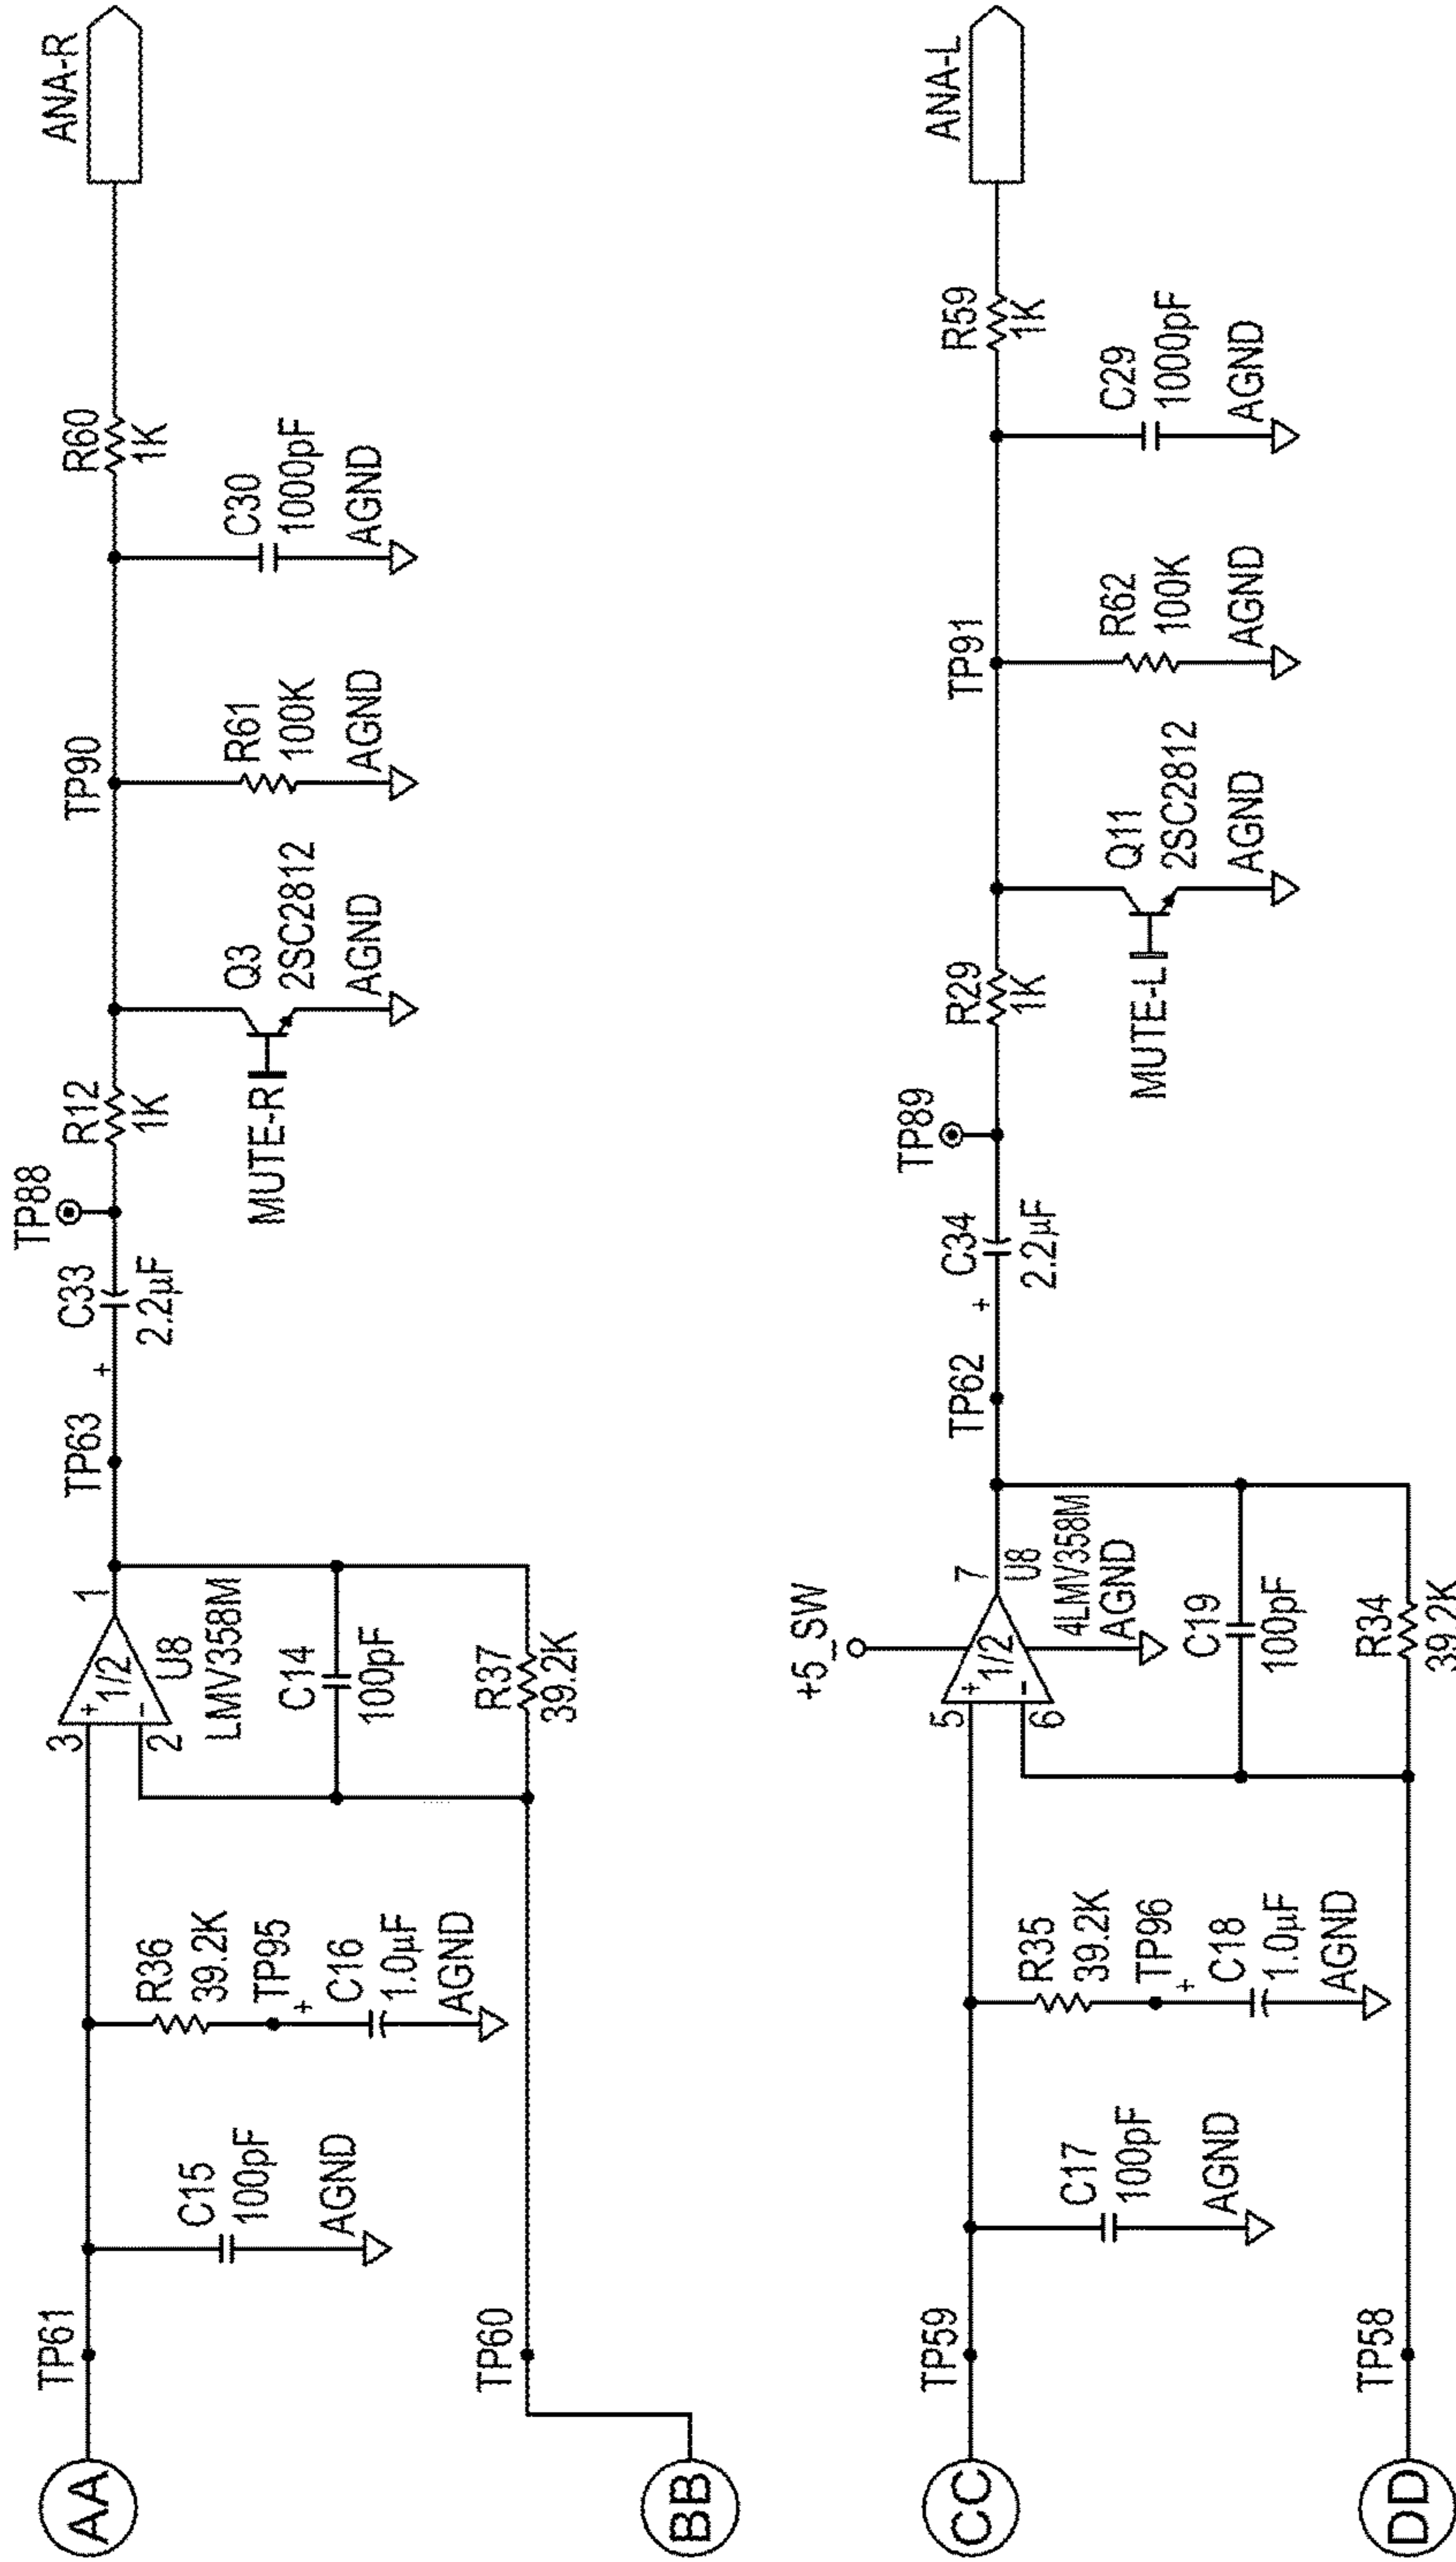 AA
TP61
C15
100pF
AGND
R36
39.2K
TP95
+
C16
1.0µF
AGND
3
2
+
1/2
-
1
U8
LMV358M
C14
100pF
R37
39.2K
TP63
+
C33
2.2µF
TP88
R12
1K
MUTE-R
Q3
2SC2812
AGND
TP90
R61
100K
AGND
C30
1000pF
AGND
R60
1K
ANA-R
BB
TP60
CC
TP59
C17
100pF
AGND
R35
39.2K
TP96
+
C18
1.0µF
AGND
+5_SW
5
6
+
1/2
-
7
U8
4LMV358M
AGND
C19
100pF
R34
39.2K
TP62
+
C34
2.2µF
TP89
R29
1K
MUTE-L
Q11
2SC2812
AGND
TP91
R62
100K
AGND
C29
1000pF
AGND
R59
1K
ANA-L
DD
TP58